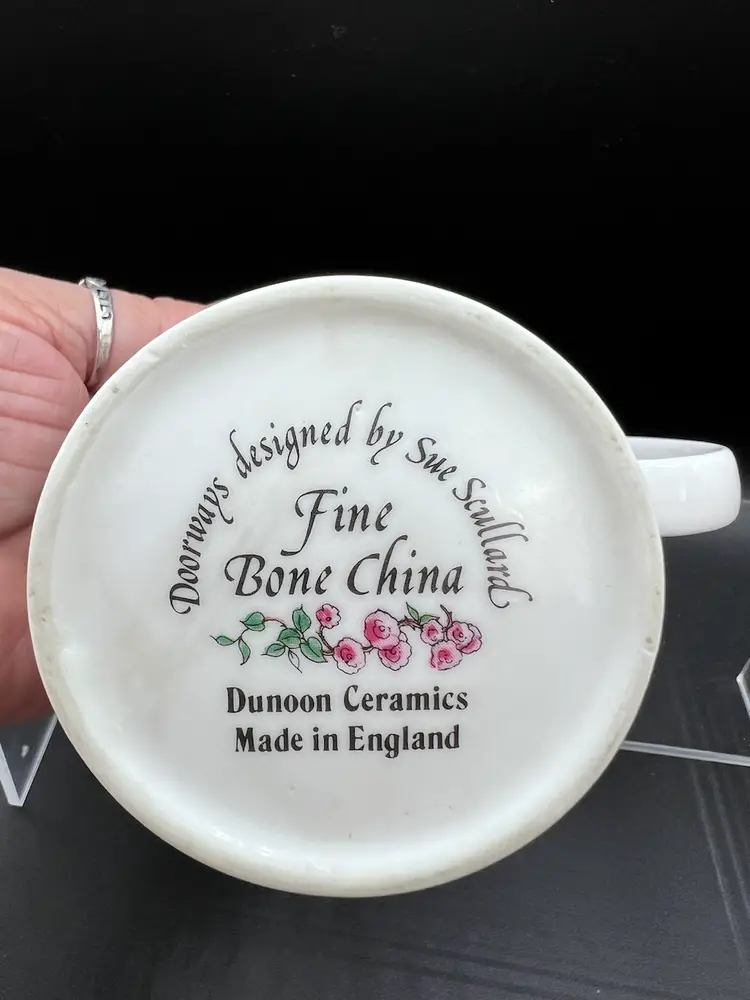 Doorways designed by Sue Scullard
Fine
Bone China
Dunoon Ceramics
Made in England